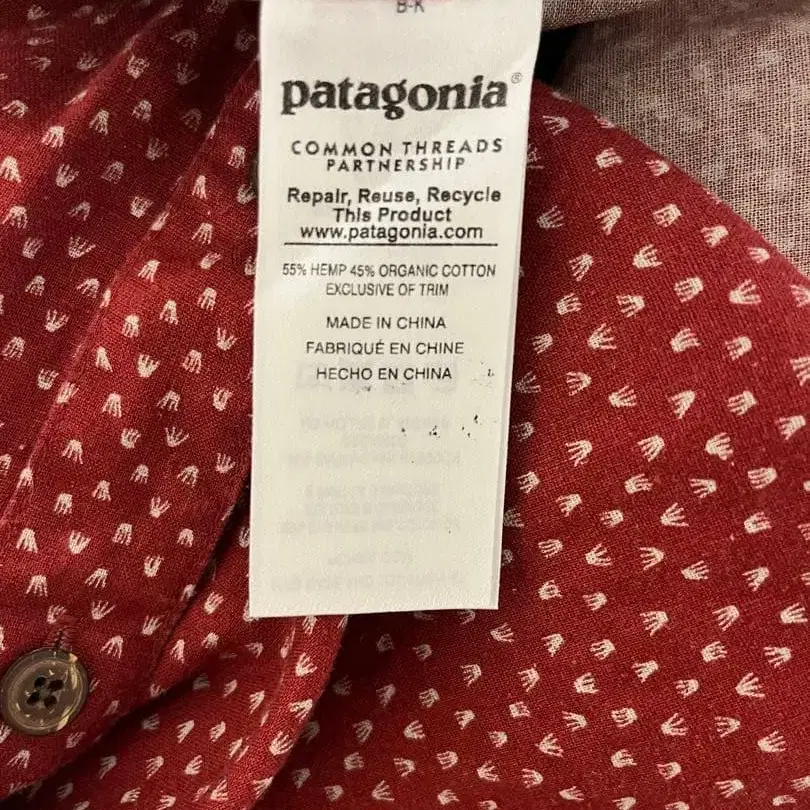 B-K
patagonia®
COMMON THREADS
PARTNERSHIP
Repair, Reuse, Recycle
This Product
www.patagonia.com
55% HEMP 45% ORGANIC COTTON
EXCLUSIVE OF TRIM
MADE IN CHINA
FABRIQUÉ EN CHINE
HECHO EN CHINA